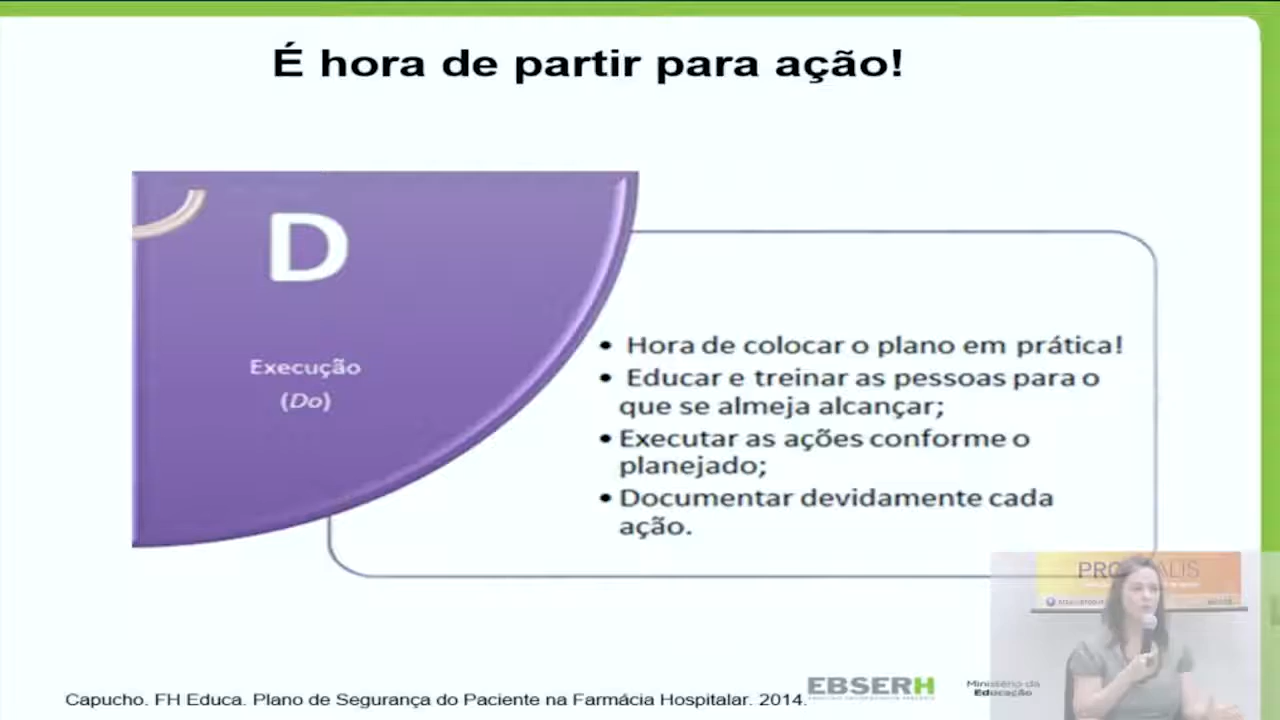 É hora de partir para ação!
D
Execução
(Do)
• Hora de colocar o plano em prática!
• Educar e treinar as pessoas para o
que se almeja alcançar;
• Executar as ações conforme o
planejado;
• Documentar devidamente cada
ação.
PRO ALIS
Capucho. FH Educa. Plano de Segurança do Paciente na Farmácia Hospitalar. 2014.
EBSERH
Ministério da
Educação